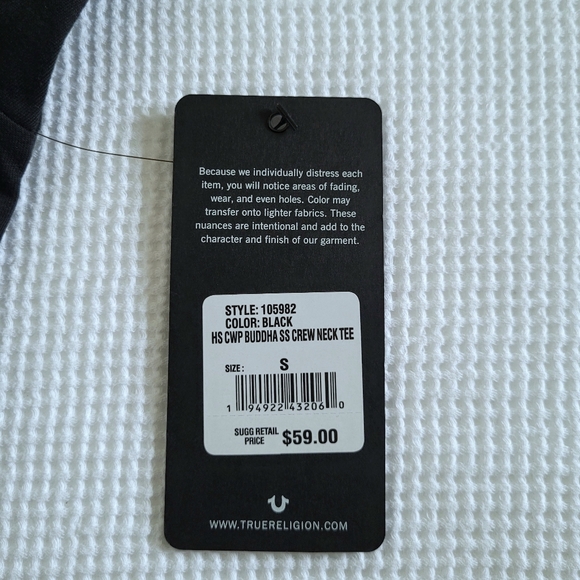 Because we individually distress each
item, you will notice areas of fading,
wear, and even holes. Color may
transfer onto lighter fabrics. These
nuances are intentional and add to the
character and finish of our garment.
STYLE: 105982
COLOR: BLACK
HS CWP BUDDHA SS CREW NECK TEE
SIZE: S
1 94922 43206 0
SUGG RETAIL
PRICE $59.00
WWW.TRUERELIGION.COM